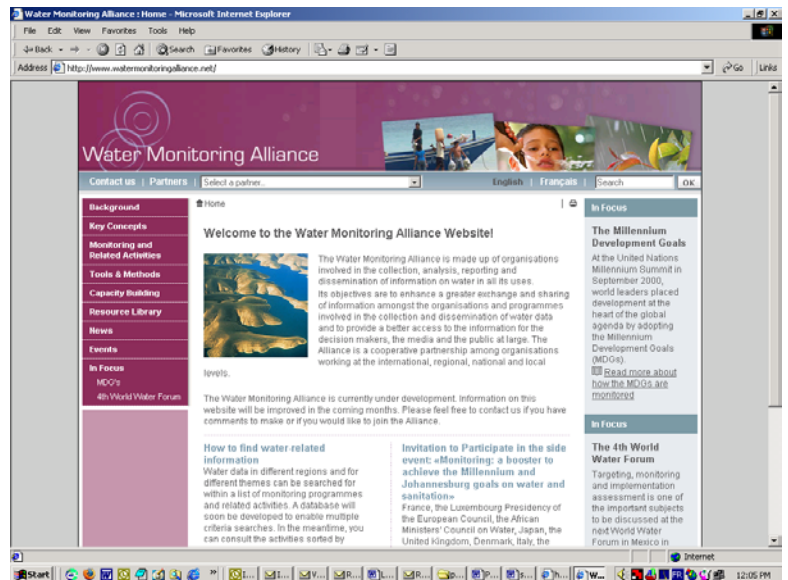 Water Monitoring Alliance : Home - Microsoft Internet Explorer
File Edit View Favorites Tools Help
Back Search Favorites History
Address http://www.watermonitoringalliance.net/ Go Links
Water Monitoring Alliance
Contact us | Partners | Select a partner... English | Français | Search OK
Background
Key Concepts
Monitoring and
Related Activities
Tools & Methods
Capacity Building
Resource Library
News
Events
In Focus
MDG's
4th World Water Forum
Home
Welcome to the Water Monitoring Alliance Website!
The Water Monitoring Alliance is made up of organisations
involved in the collection, analysis, reporting and
dissemination of information on water in all its uses.
Its objectives are to enhance a greater exchange and sharing
of information amongst the organisations and programmes
involved in the collection and dissemination of water data
and to provide a better access to the information for the
decision makers, the media and the public at large. The
Alliance is a cooperative partnership among organisations
working at the international, regional, national and local
levels.
The Water Monitoring Alliance is currently under development. Information on this
website will be improved in the coming months. Please feel free to contact us if you have
comments to make or if you would like to join the Alliance.
How to find water-related
information
Water data in different regions and for
different themes can be searched for
within a list of monitoring programmes
and related activities. A database will
soon be developed to enable multiple
criteria searches. In the meantime, you
can consult the activities sorted by
Invitation to Participate in the side
event: «Monitoring: a booster to
achieve the Millennium and
Johannesburg goals on water and
sanitation»
France, the Luxembourg Presidency of
the European Council, the African
Ministers' Council on Water, Japan, the
United Kingdom, Denmark, Italy, the
In Focus
The Millennium
Development Goals
At the United Nations
Millennium Summit in
September 2000,
world leaders placed
development at the
heart of the global
agenda by adopting
the Millennium
Development Goals
(MDGs).
Read more about
how the MDGs are
monitored
In Focus
The 4th World
Water Forum
Targeting, monitoring
and implementation
assessment is one of
the important subjects
to be discussed at the
next World Water
Forum in Mexico in
Internet
Start 12:05 PM